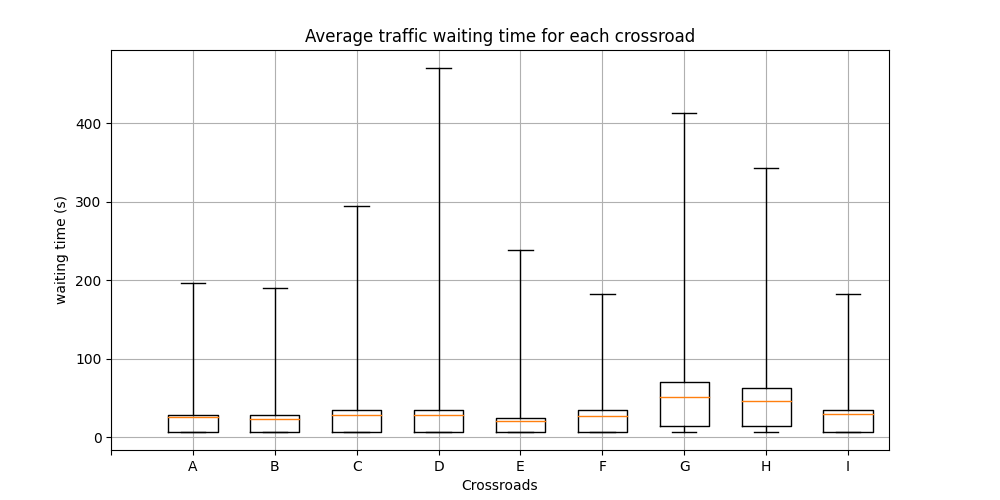 Average traffic waiting time for each crossroad
waiting time (s)
400
300
200
100
0
A B C D E F G H I
Crossroads